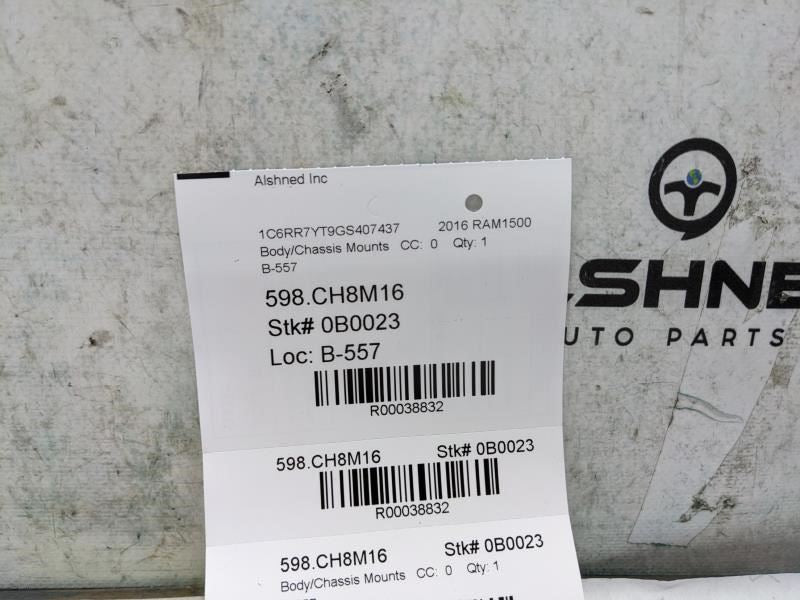 Alshned Inc
1C6RR7YT9GS407437 2016 RAM1500
Body/Chassis Mounts CC: 0 Qty: 1
B-557
598.CH8M16
Stk# 0B0023
Loc: B-557
R00038832
598.CH8M16 Stk# 0B0023
R00038832
598.CH8M16 Stk# 0B0023
Body/Chassis Mounts CC: 0 Qty: 1
LSHNE
UTO PARTS